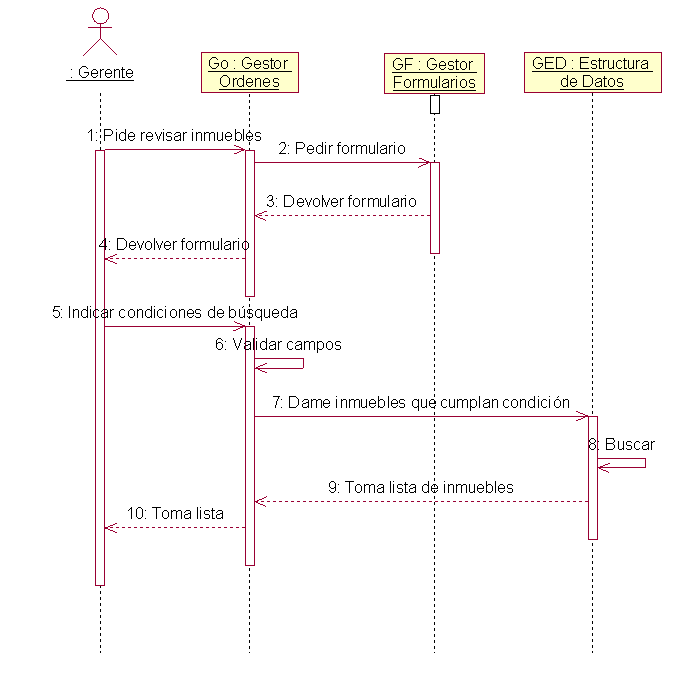 : Gerente
Go : Gestor
Ordenes
GF : Gestor
Formularios
GED : Estructura
de Datos
1: Pide revisar inmuebles
2: Pedir formulario
3: Devolver formulario
4: Devolver formulario
5: Indicar condiciones de búsqueda
6: Validar campos
7: Dame inmuebles que cumplan condición
8: Buscar
9: Toma lista de inmuebles
10: Toma lista